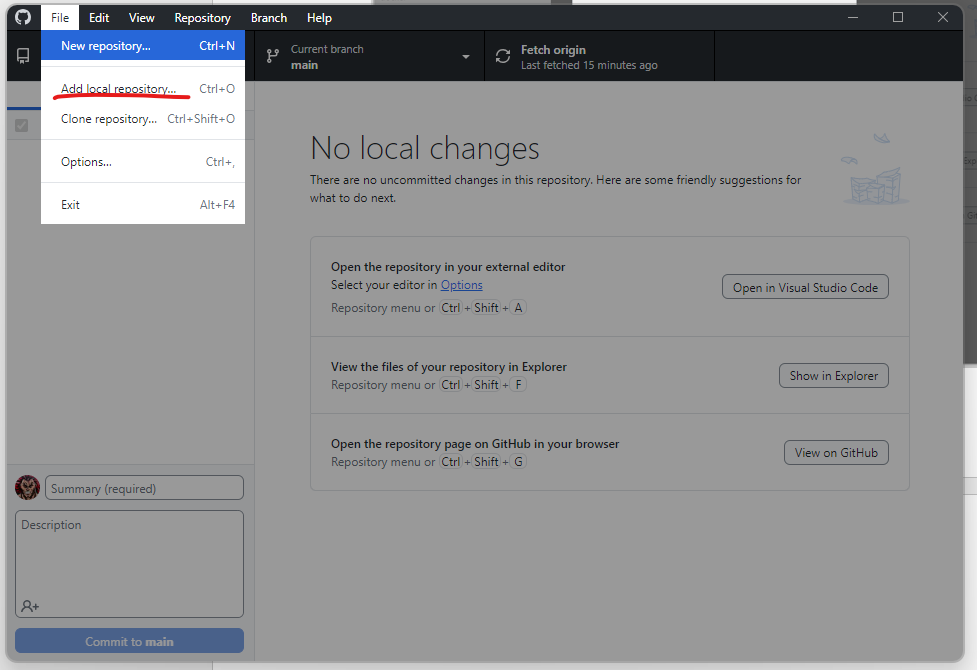 File Edit View Repository Branch Help
New repository... Ctrl+N
Add local repository... Ctrl+O
Clone repository... Ctrl+Shift+O
Options... Ctrl+,
Exit Alt+F4
Current branch
main
Fetch origin
Last fetched 15 minutes ago
No local changes
There are no uncommitted changes in this repository. Here are some friendly suggestions for
what to do next.
Open the repository in your external editor
Select your editor in Options
Repository menu or Ctrl + Shift + A
Open in Visual Studio Code
View the files of your repository in Explorer
Repository menu or Ctrl + Shift + F
Show in Explorer
Open the repository page on GitHub in your browser
Repository menu or Ctrl + Shift + G
View on GitHub
Summary (required)
Description
Commit to main